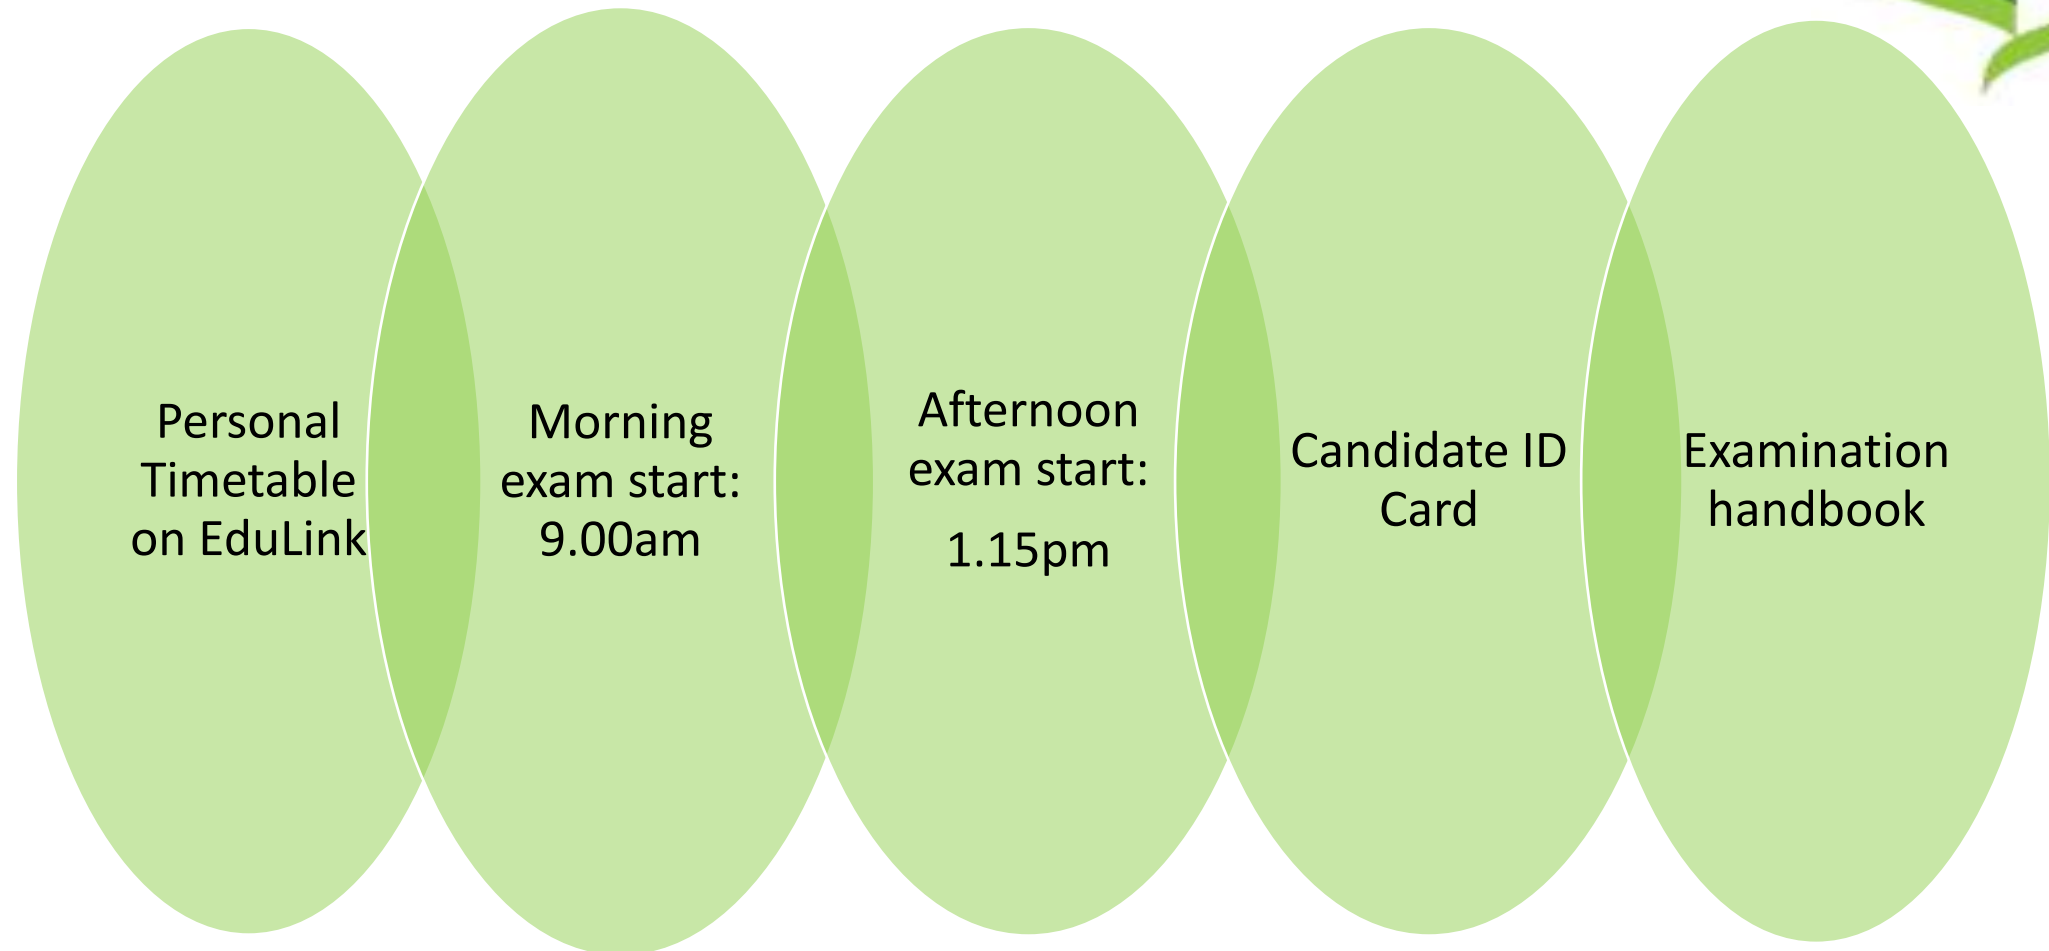 Personal
Timetable
on EduLink
Morning
exam start:
9.00am
Afternoon
exam start:
1.15pm
Candidate ID
Card
Examination
handbook